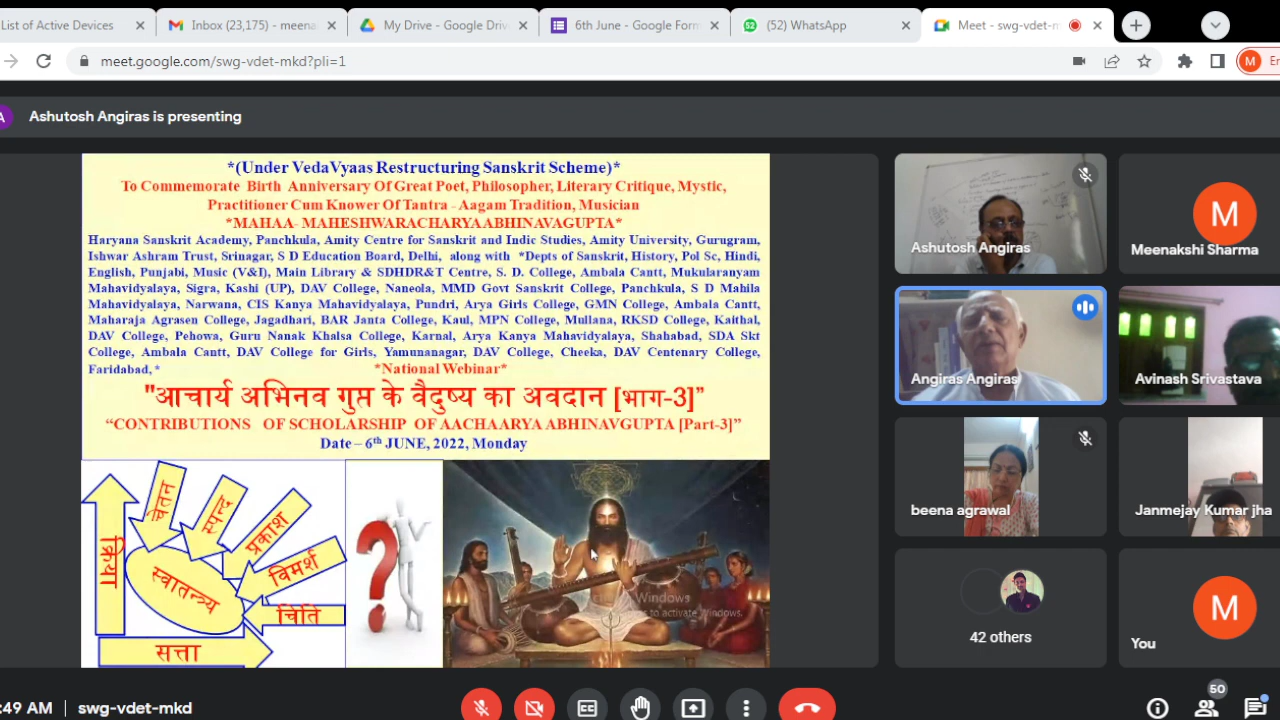 List of Active Devices
Inbox (23,175) - meena
My Drive - Google Driv
6th June - Google Form
(52) WhatsApp
Meet - swg-vdet-m
meet.google.com/swg-vdet-mkd?pli=1
M
Ashutosh Angiras is presenting
*(Under VedaVyaas Restructuring Sanskrit Scheme)*
To Commemorate Birth Anniversary Of Great Poet, Philosopher, Literary Critique, Mystic,
Practitioner Cum Knower Of Tantra - Aagam Tradition, Musician
*MAHAA- MAHESHWARACHARYA ABHINAVAGUPTA*
Haryana Sanskrit Academy, Panchkula, Amity Centre for Sanskrit and Indic Studies, Amity University, Gurugram,
Ishwar Ashram Trust, Srinagar, S D Education Board, Delhi, along with *Depts of Sanskrit, History, Pol Sc, Hindi,
English, Punjabi, Music (V&I), Main Library & SDHDR&T Centre, S. D. College, Ambala Cantt, Mukularanyam
Mahavidyalaya, Sigra, Kashi (UP), DAV College, Naneola, MMD Govt Sanskrit College, Panchkula, S D Mahila
Mahavidyalaya, Narwana, CIS Kanya Mahavidyalaya, Pundri, Arya Girls College, GMN College, Ambala Cantt,
Maharaja Agrasen College, Jagadhari, BAR Janta College, Kaul, MPN College, Mullana, RKSD College, Kaithal,
DAV College, Pehowa, Guru Nanak Khalsa College, Karnal, Arya Kanya Mahavidyalaya, Shahabad, SDA Skt
College, Ambala Cantt, DAV College for Girls, Yamunanagar, DAV College, Cheeka, DAV Centenary College,
Faridabad, * *National Webinar*
"आचार्य अभिनव गुप्त के वैदुष्य का अवदान [भाग-3]”
“CONTRIBUTIONS OF SCHOLARSHIP OF AACHAARYA ABHINAVGUPTA [Part-3]”
Date – 6th JUNE, 2022, Monday
क्रिया
चेतन
स्पन्द
प्रकाश
विमर्श
चिति
स्वातन्त्र्य
सत्ता
?
Windows
to activate Windows.
Ashutosh Angiras
M
Meenakshi Sharma
Angiras Angiras
Avinash Srivastava
beena agrawal
Janmejay Kumar jha
42 others
M
You
:49 AM | swg-vdet-mkd
50